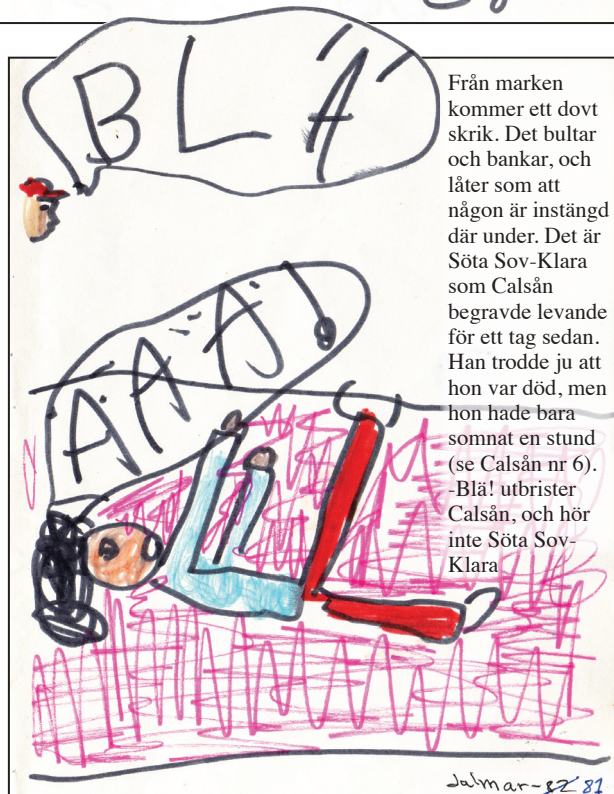 BLÄ
Från marken
kommer ett dovt
skrik. Det bultar
och bankar, och
låter som att
någon är instängd
där under. Det är
Söta Sov-Klara
som Calsån
begravde levande
för ett tag sedan.
Han trodde ju att
hon var död, men
hon hade bara
somnat en stund
(se Calsån nr 6).
-Blä! utbrister
Calsån, och hör
inte Söta Sov-
Klara
ÄÄÄ!
Jalmar- 81